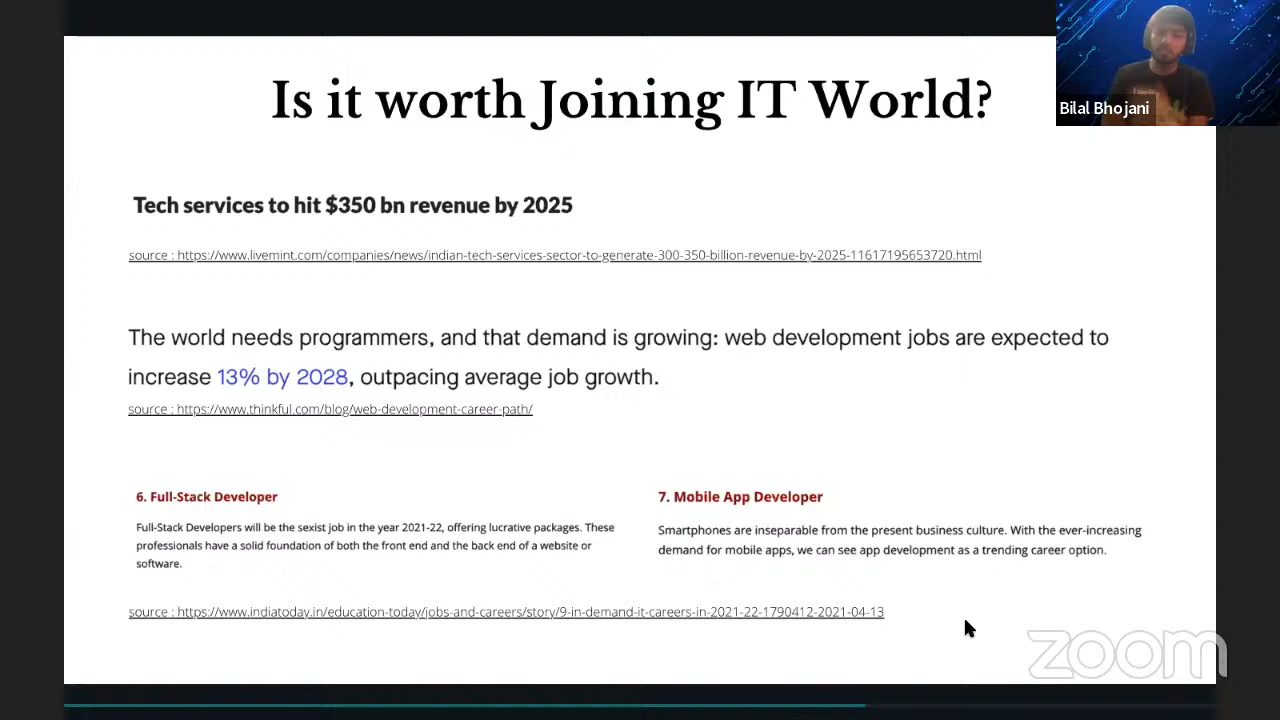 Is it worth Joining IT World?
Bilal Bhojani
Tech services to hit $350 bn revenue by 2025
source : https://www.livemint.com/companies/news/indian-tech-services-sector-to-generate-300-350-billion-revenue-by-2025-11617195653720.html
The world needs programmers, and that demand is growing: web development jobs are expected to
increase 13% by 2028, outpacing average job growth.
source : https://www.thinkful.com/blog/web-development-career-path/
6. Full-Stack Developer
Full-Stack Developers will be the sexist job in the year 2021-22, offering lucrative packages. These
professionals have a solid foundation of both the front end and the back end of a website or
software.
7. Mobile App Developer
Smartphones are inseparable from the present business culture. With the ever-increasing
demand for mobile apps, we can see app development as a trending career option.
source : https://www.indiatoday.in/education-today/jobs-and-careers/story/9-in-demand-it-careers-in-2021-22-1790412-2021-04-13
zoom